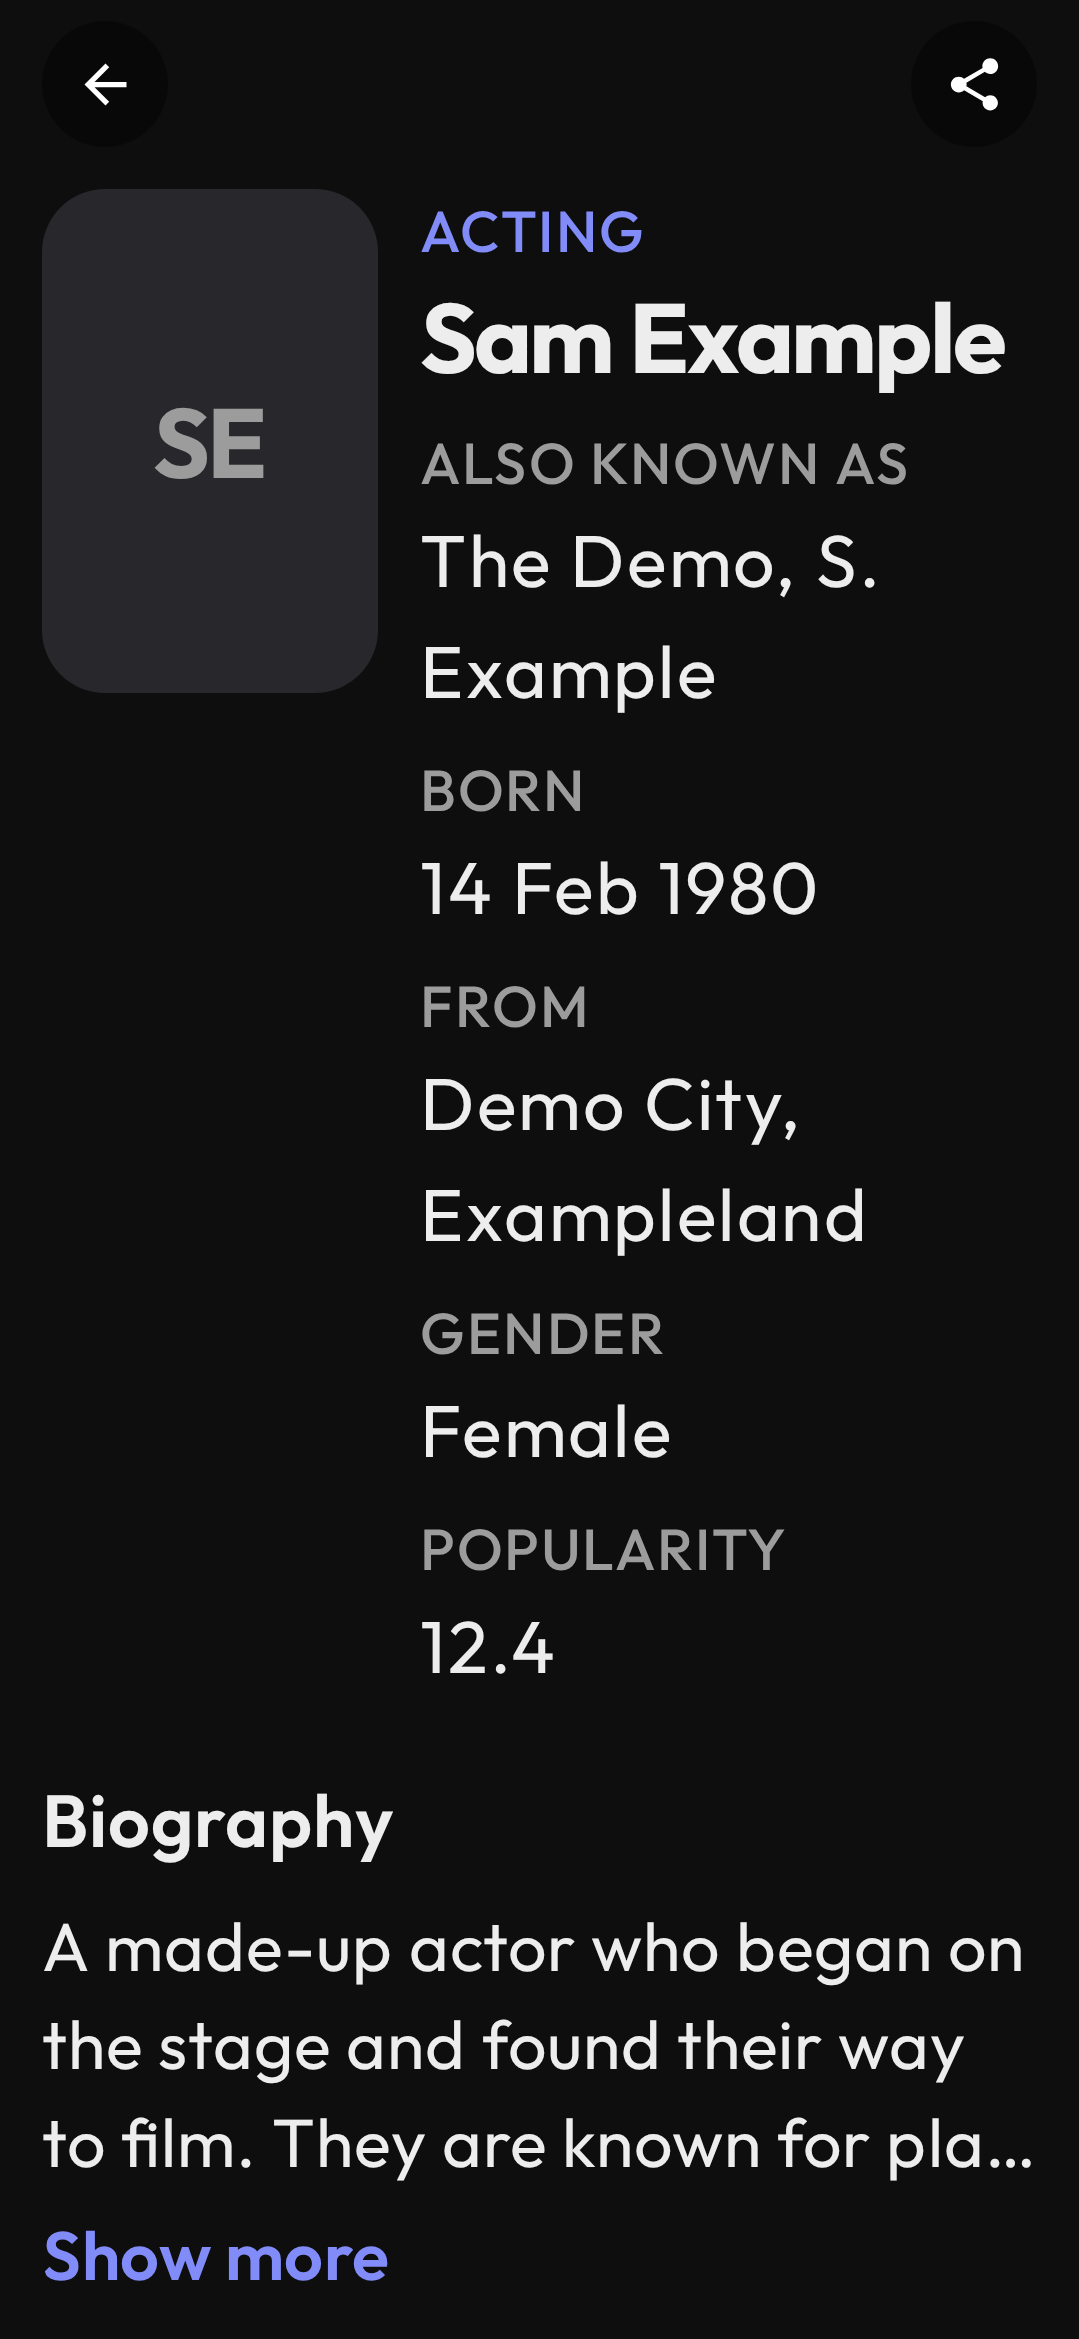 ACTING
Sam Example
SE
ALSO KNOWN AS
The Demo, S.
Example
BORN
14 Feb 1980
FROM
Demo City,
Exampleland
GENDER
Female
POPULARITY
12.4
Biography
A made-up actor who began on
the stage and found their way
to film. They are known for pla…
Show more